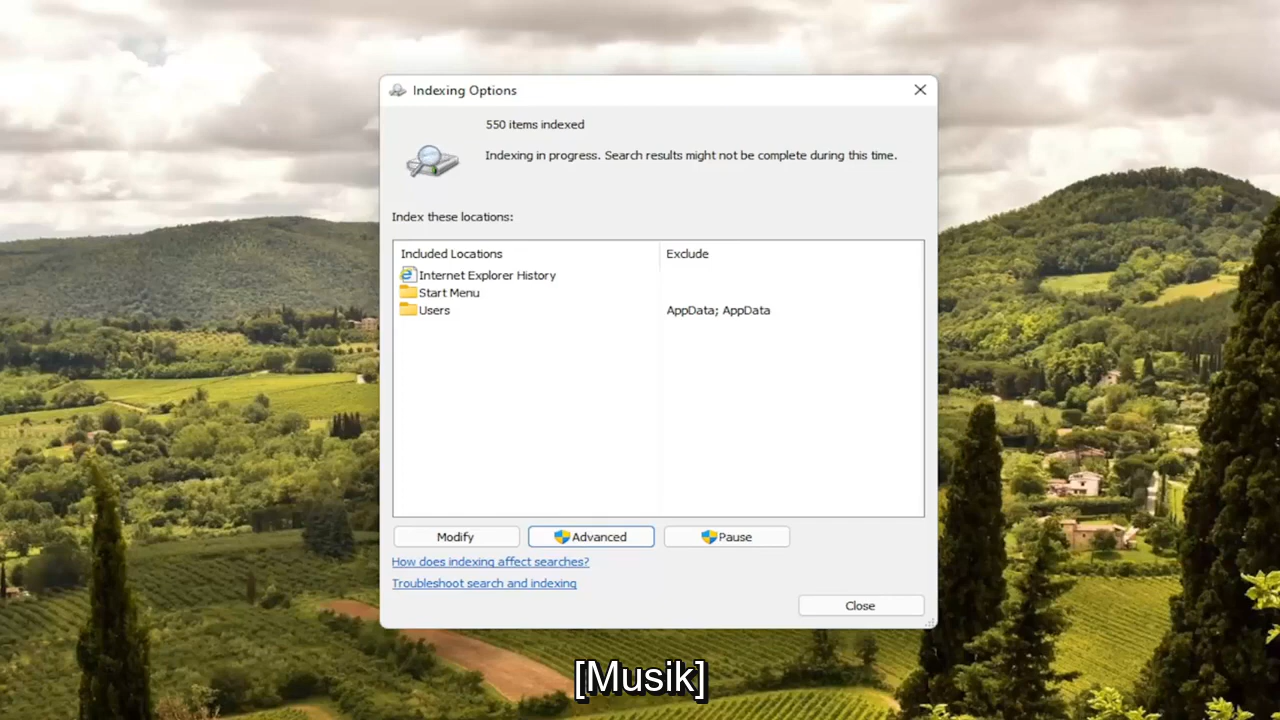 Indexing Options
550 items indexed
Indexing in progress. Search results might not be complete during this time.
Index these locations:
Included Locations
Exclude
Internet Explorer History
Start Menu
Users
AppData; AppData
Modify
Advanced
Pause
How does indexing affect searches?
Troubleshoot search and indexing
Close
[Musik]